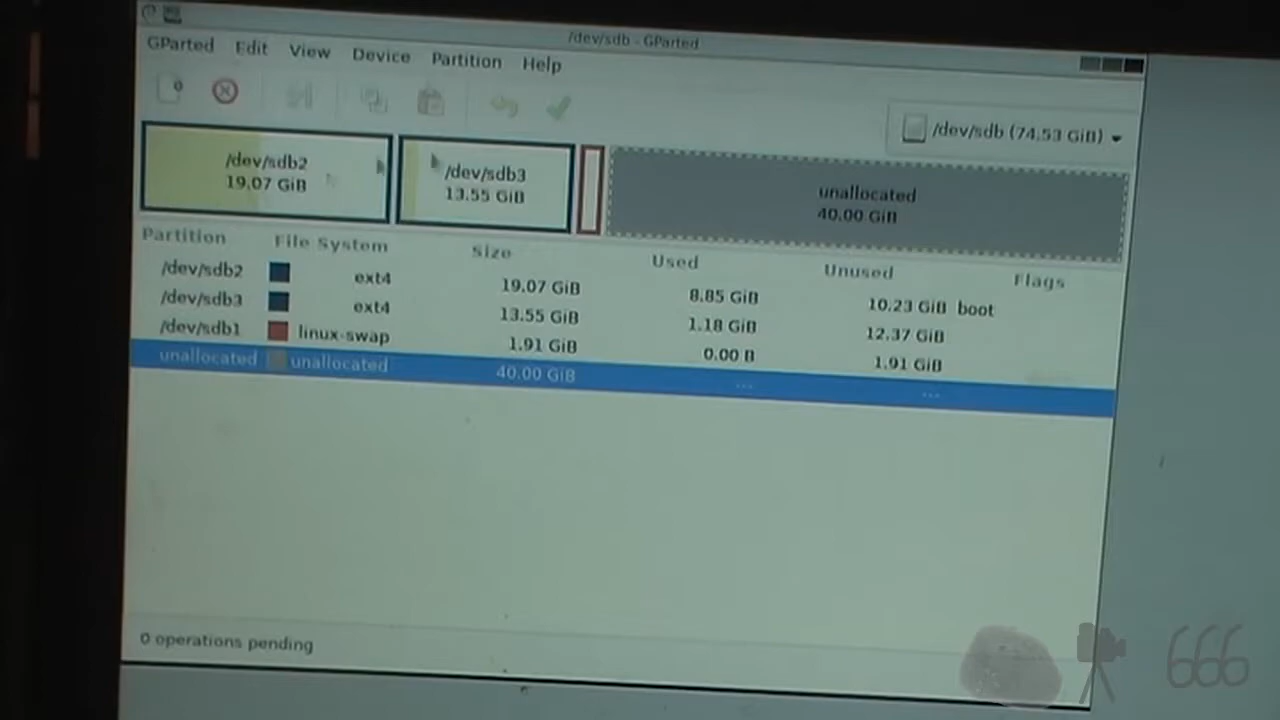 /dev/sdb - GParted
GParted Edit View Device Partition Help
/dev/sdb (74.53 GiB)
/dev/sdb2
19.07 GiB
/dev/sdb3
13.55 GiB
unallocated
40.00 GiB
Partition File System Size Used Unused Flags
/dev/sdb2 ext4 19.07 GiB 8.85 GiB 10.23 GiB boot
/dev/sdb3 ext4 13.55 GiB 1.18 GiB 12.37 GiB
/dev/sdb1 linux-swap 1.91 GiB 0.00 B 1.91 GiB
unallocated unallocated 40.00 GiB ... ...
0 operations pending
666